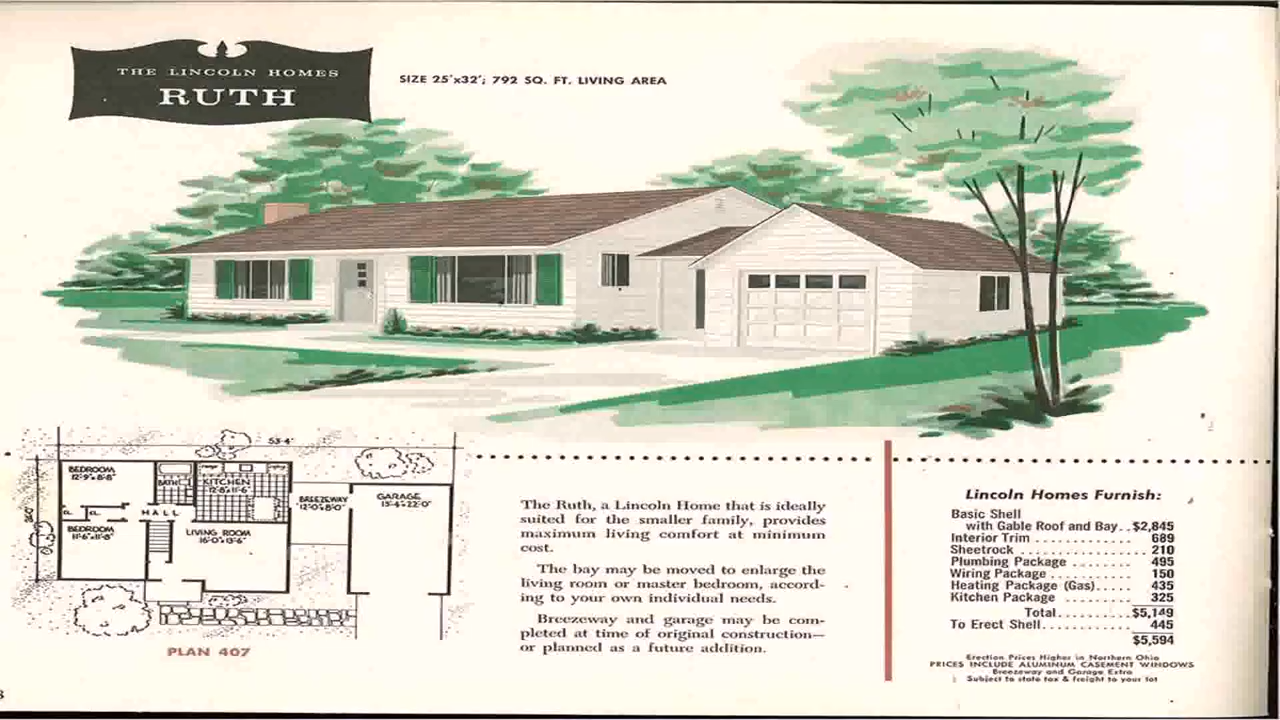 THE LINCOLN HOMES
RUTH
SIZE 25'x32'; 792 SQ. FT. LIVING AREA
53'-4"
BEDROOM
12'-9"x8'-8"
BATH
KITCHEN
12'-8"x11'-6"
BREEZEWAY
12'-0"x8'-0"
GARAGE
15'-4"x22'-0"
CL.
CL.
HALL
BEDROOM
11'-6"x11'-8"
LIVING ROOM
16'-0"x13'-6"
PLAN 407
The Ruth, a Lincoln Home that is ideally
suited for the smaller family, provides
maximum living comfort at minimum
cost.
The bay may be moved to enlarge the
living room or master bedroom, accord-
ing to your own individual needs.
Breezeway and garage may be com-
pleted at time of original construction—
or planned as a future addition.
Lincoln Homes Furnish:
Basic Shell
with Gable Roof and Bay.. $2,845
Interior Trim ............. 689
Sheetrock ................ 210
Plumbing Package ........ 495
Wiring Package ........... 150
Heating Package (Gas)..... 435
Kitchen Package .......... 325
Total.......... $5,149
To Erect Shell............. 445
$5,594
Erection Prices Higher in Northern Ohio
PRICES INCLUDE ALUMINUM CASEMENT WINDOWS
Breezeway and Garage Extra
Subject to state tax & freight to your lot